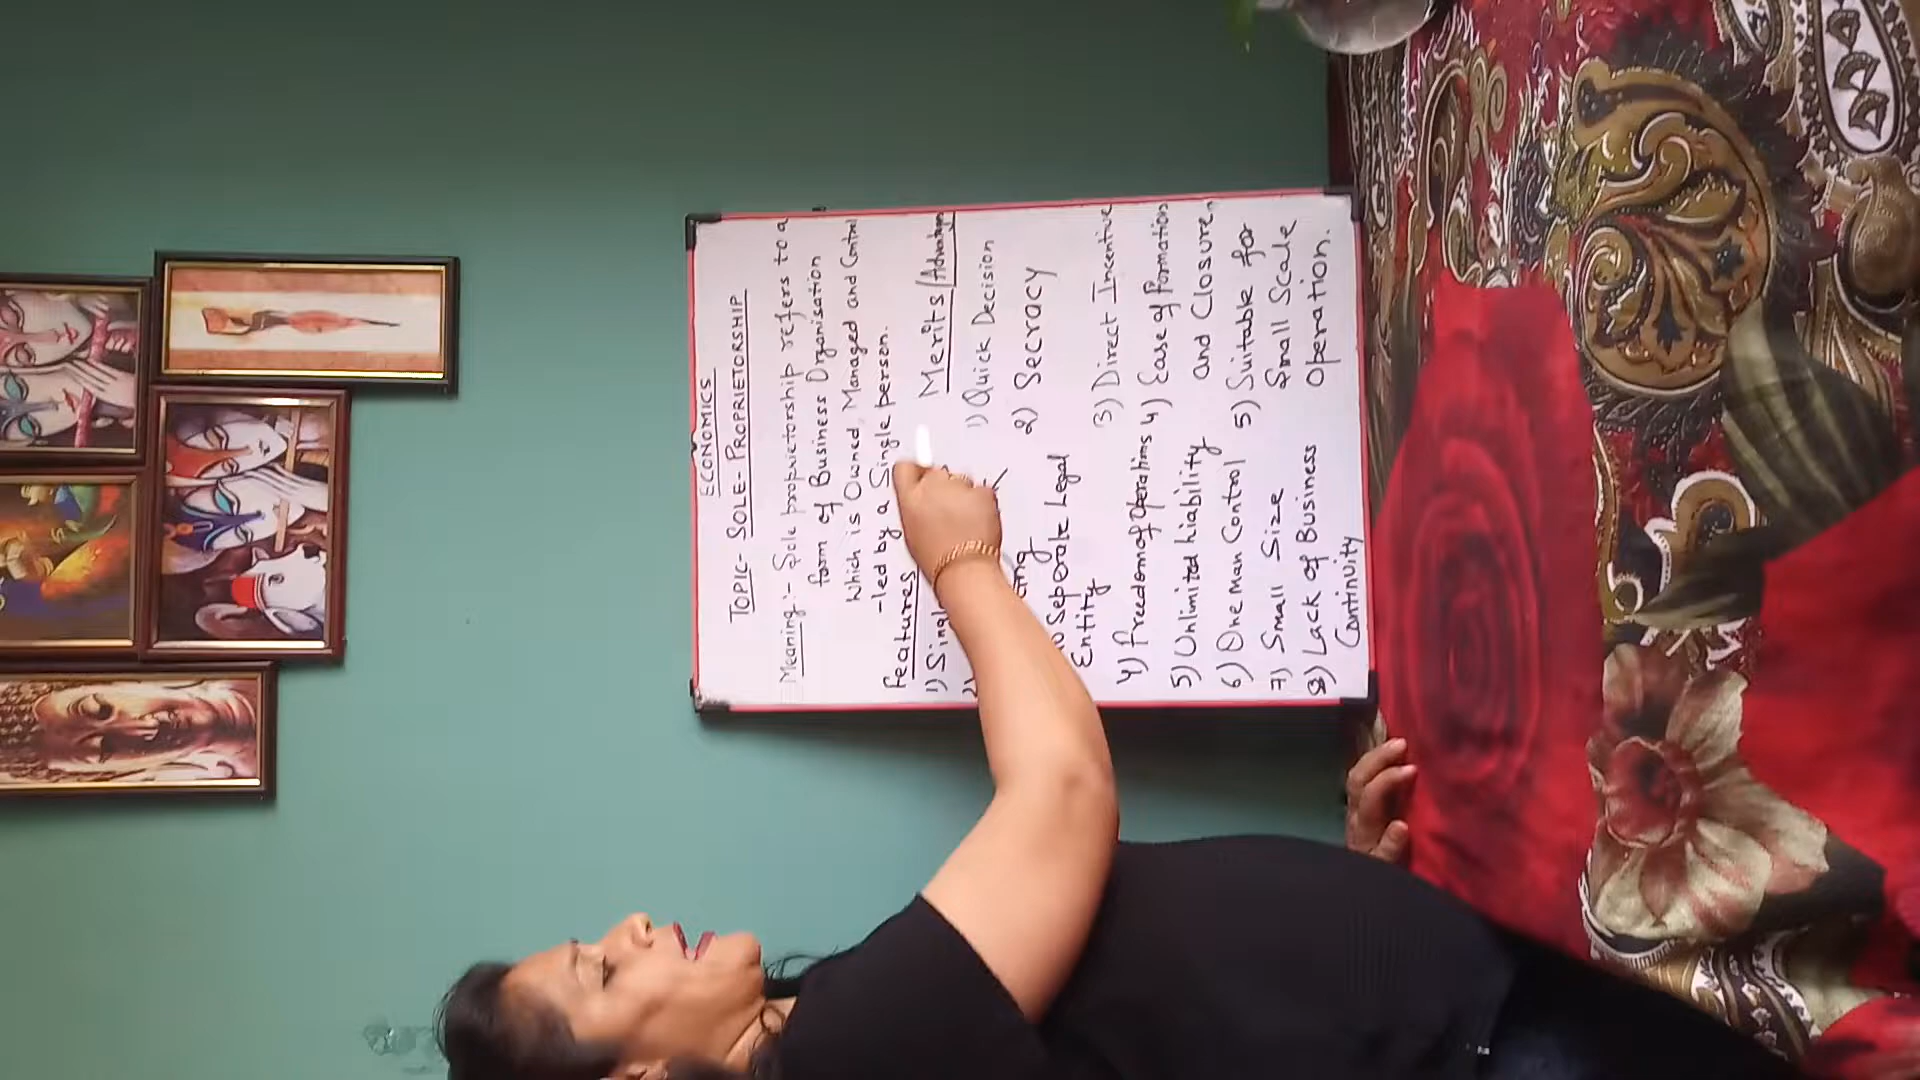 ECONOMICS
TOPIC- SOLE-PROPRIETORSHIP
Meaning:- Sole proprietorship refers to a
form of Business Organisation
Which is Owned, Managed and Control
-led by a Single person.
Features
1)
2)
No Separate Legal
Entity
4) Freedom of Operations
5) Unlimited Liability
6) One Man Control
7) Small Size
8) Lack of Business
Continuity
Merits/Advantages
1) Quick Decision
2) Secracy
3) Direct Incentive
4) Ease of Formation
and Closure.
5) Suitable for
Small Scale
Operation.